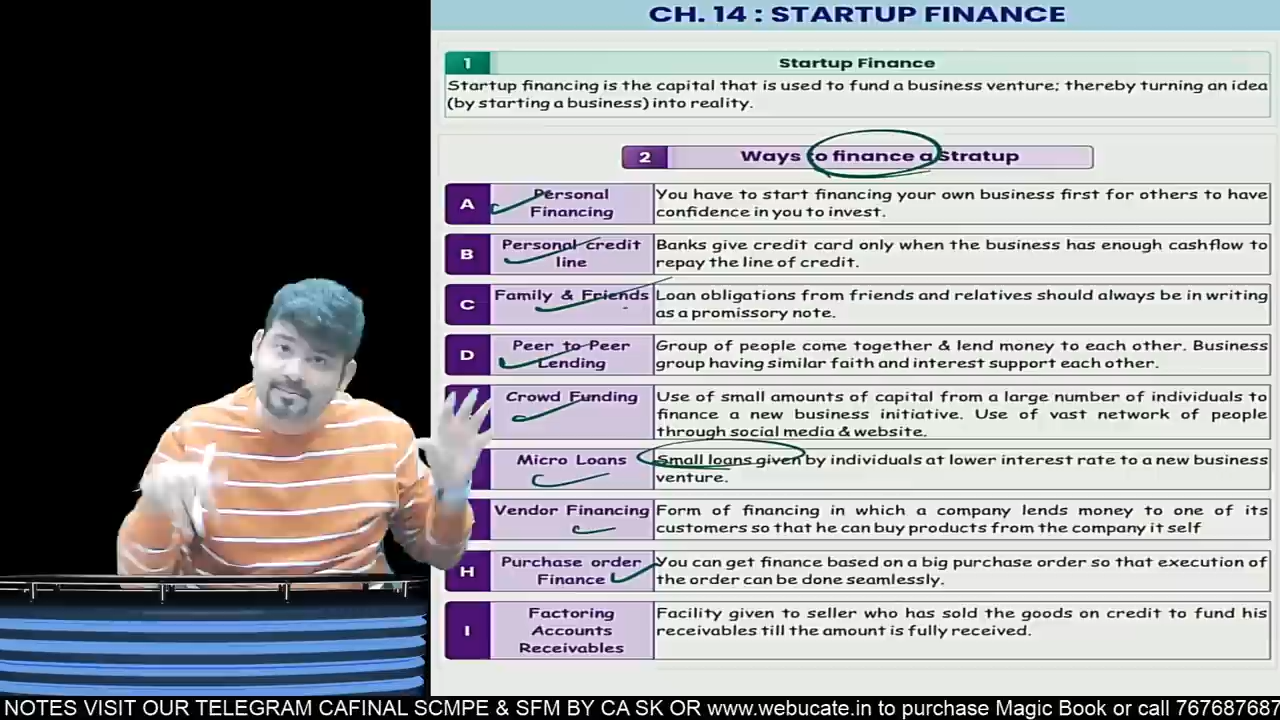 CH. 14 : STARTUP FINANCE
1
Startup Finance
Startup financing is the capital that is used to fund a business venture; thereby turning an idea
(by starting a business) into reality.
2
Ways to finance a Stratup
A
Personal
Financing
You have to start financing your own business first for others to have
confidence in you to invest.
B
Personal credit
line
Banks give credit card only when the business has enough cashflow to
repay the line of credit.
C
Family & Friends
Loan obligations from friends and relatives should always be in writing
as a promissory note.
D
Peer to Peer
Lending
Group of people come together & lend money to each other. Business
group having similar faith and interest support each other.
Crowd Funding
Use of small amounts of capital from a large number of individuals to
finance a new business initiative. Use of vast network of people
through social media & website.
Micro Loans
Small loans given by individuals at lower interest rate to a new business
venture.
Vendor Financing
Form of financing in which a company lends money to one of its
customers so that he can buy products from the company it self
H
Purchase order
Finance
You can get finance based on a big purchase order so that execution of
the order can be done seamlessly.
I
Factoring
Accounts
Receivables
Facility given to seller who has sold the goods on credit to fund his
receivables till the amount is fully received.
NOTES VISIT OUR TELEGRAM CAFINAL SCMPE & SFM BY CA SK OR www.webucate.in to purchase Magic Book or call 767687687